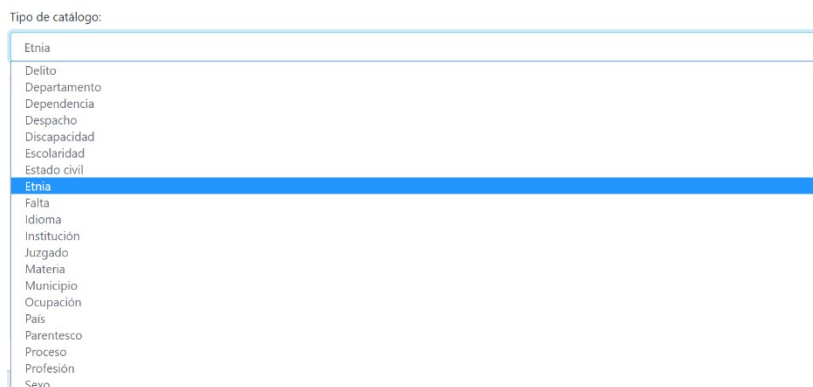 Tipo de catálogo:
Etnia
Delito
Departamento
Dependencia
Despacho
Discapacidad
Escolaridad
Estado civil
Etnia
Falta
Idioma
Institución
Juzgado
Materia
Municipio
Ocupación
País
Parentesco
Proceso
Profesión
Sexo